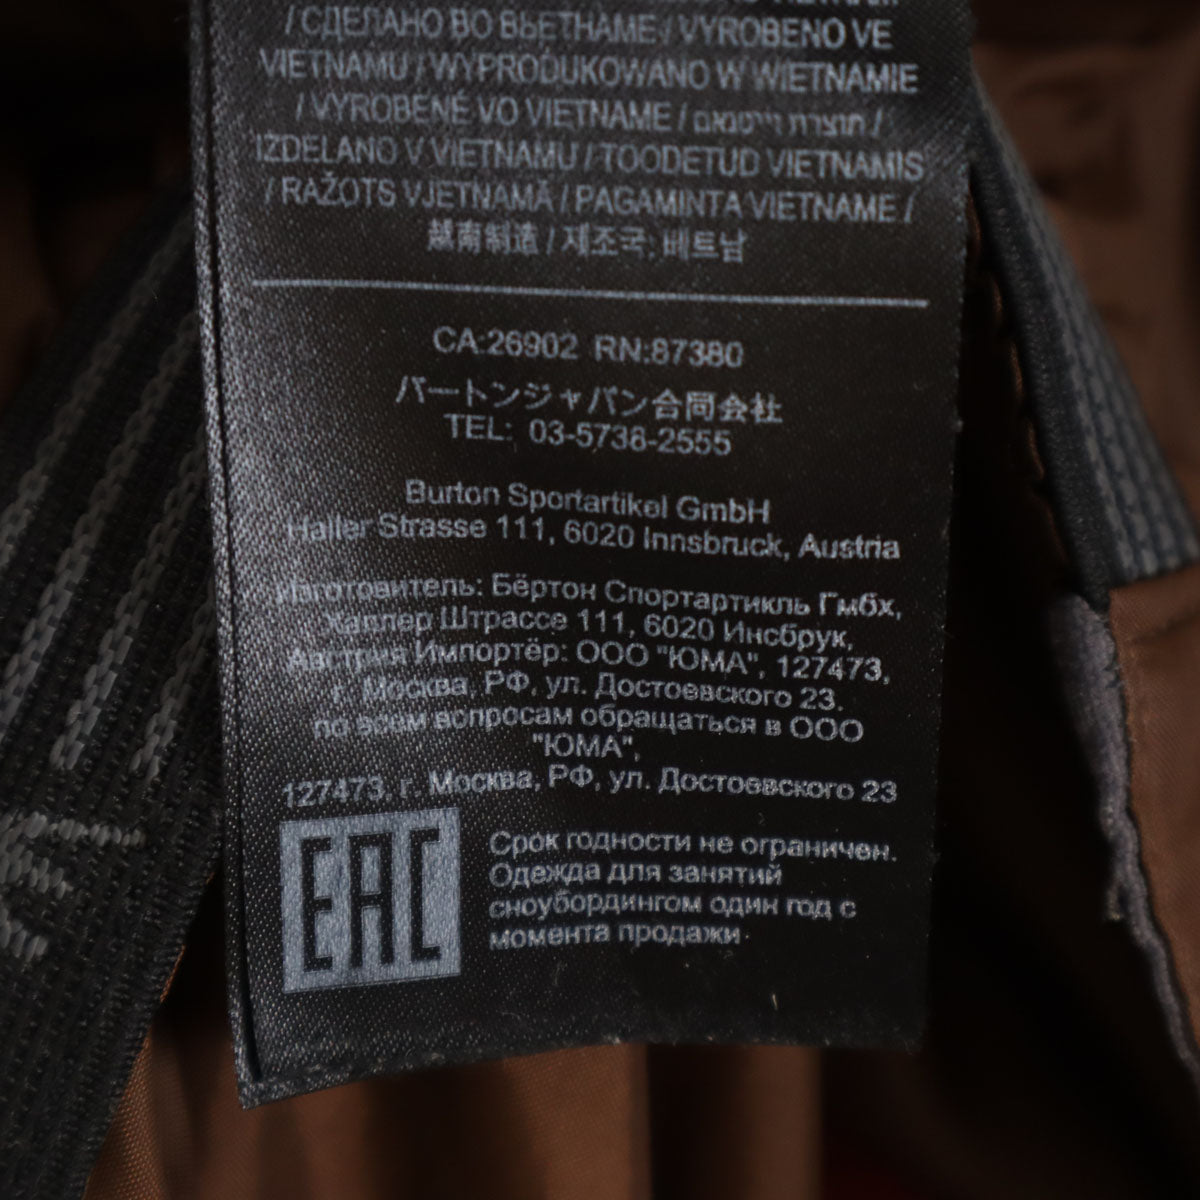 VIETNAM
/ СДЕЛАНО ВО ВЬЕТНАМЕ / VYROBENO VE
VIETNAMU / WYPRODUKOWANO W WIETNAMIE
/ VYROBENÉ VO VIETNAME /
IZDELANO V VIETNAMU / TOODETUD VIETNAMIS
/ RAŽOTS VJETNAMĀ / PAGAMINTA VIETNAME /
越南制造 / 제조국: 베트남
CA:26902 RN:87380
バートンジャパン合同会社
TEL: 03-5738-2555
Burton Sportartikel GmbH
Haller Strasse 111, 6020 Innsbruck, Austria
Изготовитель: Бёртон Спортартикль Гмбх,
Халлер Штрассе 111, 6020 Инсбрук,
Австрия Импортёр: ООО "ЮМА", 127473,
г. Москва, РФ, ул. Достоевского 23.
по всем вопросам обращаться в ООО
"ЮМА",
127473, г. Москва, РФ, ул. Достоевского 23
EAC
Срок годности не ограничен.
Одежда для занятий
сноубордингом один год с
момента продажи